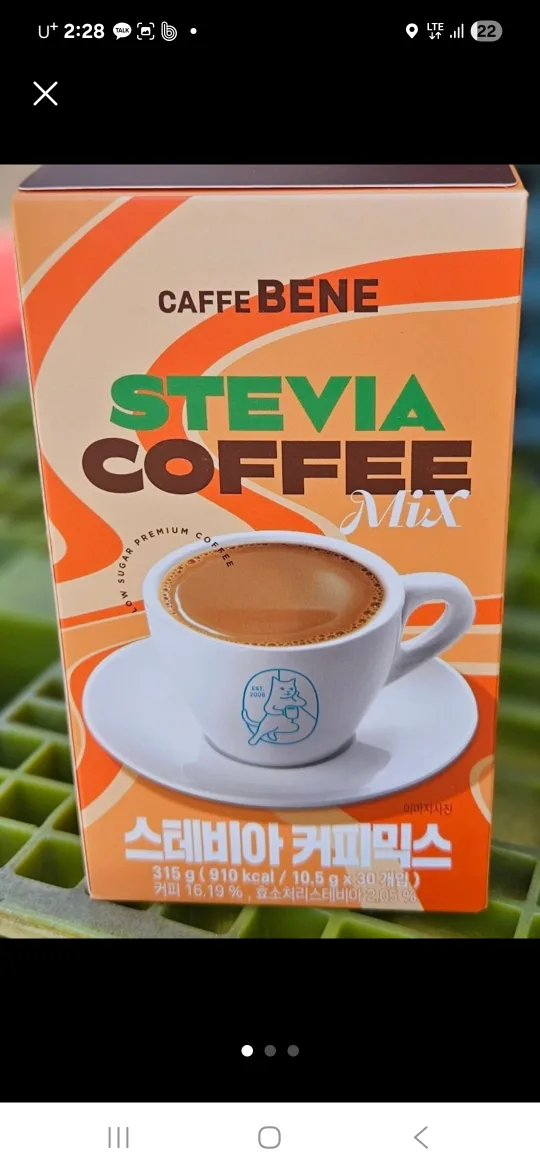 U+ 2:28 TALK LTE 22
CAFFE BENE
STEVIA
COFFEE
MiX
LOW SUGAR PREMIUM COFFEE
EST.
2008
이미지사진
스테비아 커피믹스
315 g ( 910 kcal / 10.5 g x 30 개입 )
커피 16.19 % , 효소처리스테비아 2.05 %